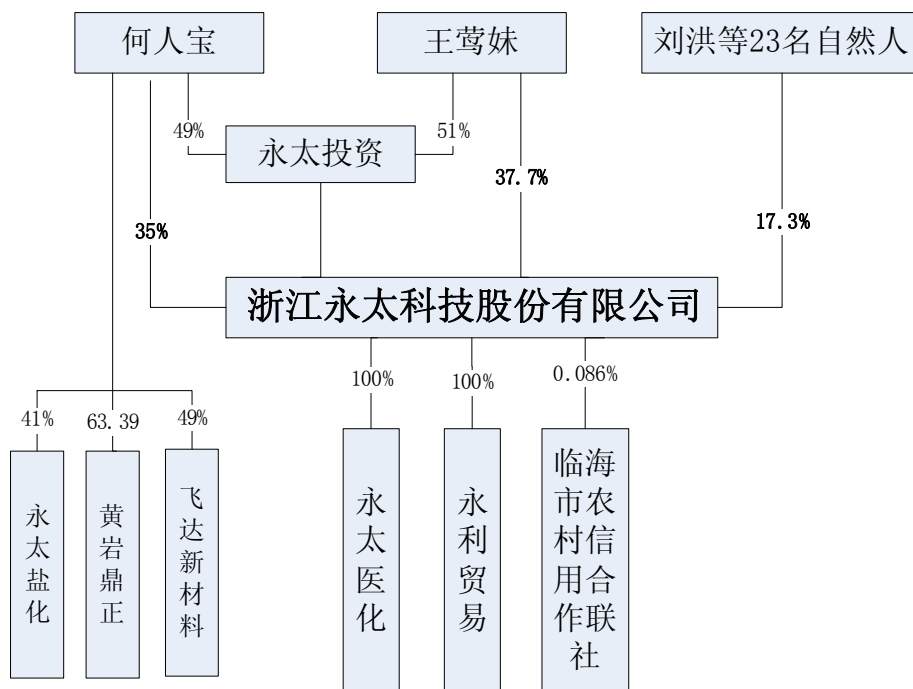 何人宝
王莺妹
刘洪等23名自然人
49%
51%
永太投资
37.7%
35%
17.3%
浙江永太科技股份有限公司
100%
100%
0.086%
41%
63.39
49%
永太盐化
黄岩鼎正
飞达新材料
永太医化
永利贸易
临海
市农
村信
用合
作联
社